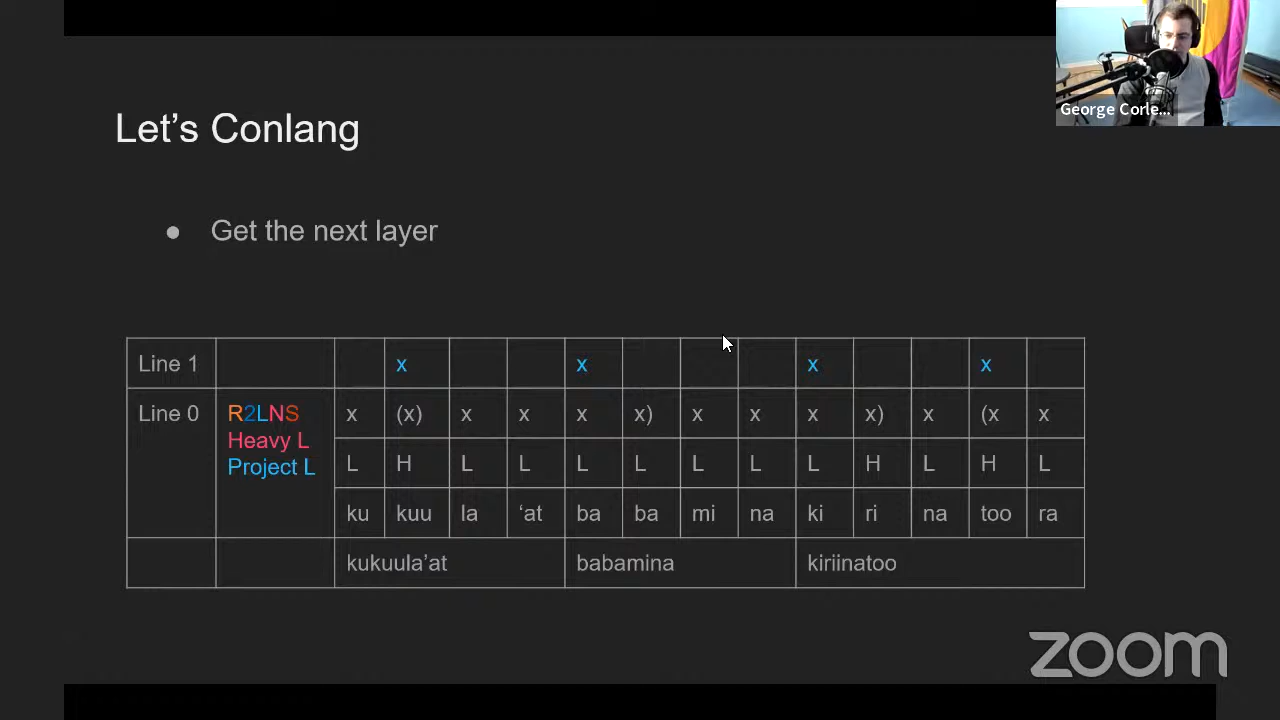 George Corle...
Let's Conlang
● Get the next layer
Line 1 x x x x
Line 0 R2LNS x (x) x x x x) x x x x) x (x x
Heavy L
Project L
L H L L L L L L L H L H L
ku kuu la ‘at ba ba mi na ki ri na too ra
kukuula’at babamina kiriinatoo
zoom